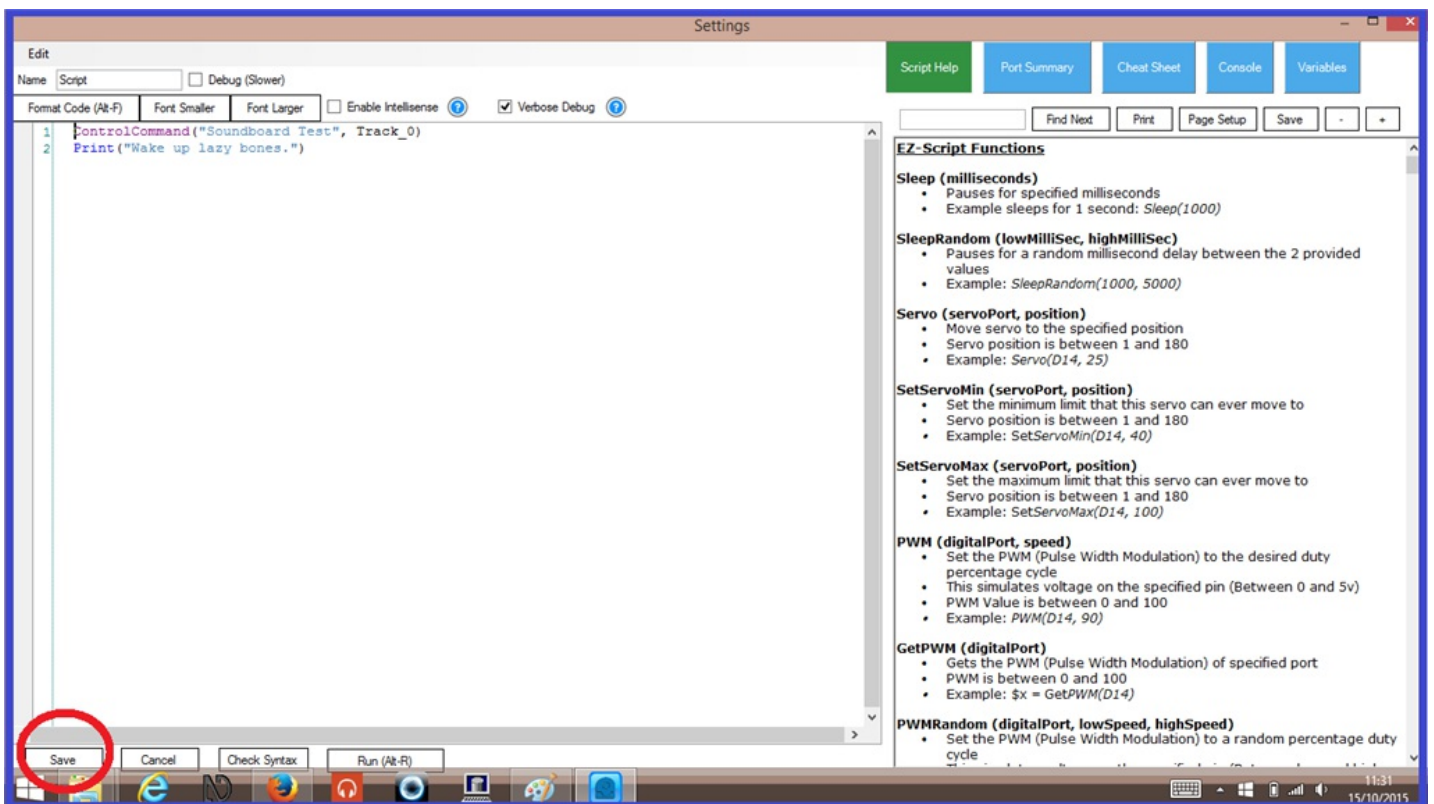 Settings
Edit
Name Script Debug (Slower)
Format Code (Alt-F) Font Smaller Font Larger Enable Intellisense ? Verbose Debug ?
1 ControlCommand("Soundboard Test", Track_0)
2 Print("Wake up lazy bones.")
Save Cancel Check Syntax Run (Alt-R)
Script Help Port Summary Cheat Sheet Console Variables
Find Next Print Page Setup Save - +
EZ-Script Functions
Sleep (milliseconds)
• Pauses for specified milliseconds
• Example sleeps for 1 second: Sleep(1000)
SleepRandom (lowMilliSec, highMilliSec)
• Pauses for a random millisecond delay between the 2 provided
values
• Example: SleepRandom(1000, 5000)
Servo (servoPort, position)
• Move servo to the specified position
• Servo position is between 1 and 180
• Example: Servo(D14, 25)
SetServoMin (servoPort, position)
• Set the minimum limit that this servo can ever move to
• Servo position is between 1 and 180
• Example: SetServoMin(D14, 40)
SetServoMax (servoPort, position)
• Set the maximum limit that this servo can ever move to
• Servo position is between 1 and 180
• Example: SetServoMax(D14, 100)
PWM (digitalPort, speed)
• Set the PWM (Pulse Width Modulation) to the desired duty
percentage cycle
• This simulates voltage on the specified pin (Between 0 and 5v)
• PWM Value is between 0 and 100
• Example: PWM(D14, 90)
GetPWM (digitalPort)
• Gets the PWM (Pulse Width Modulation) of specified port
• PWM is between 0 and 100
• Example: $x = GetPWM(D14)
PWMRandom (digitalPort, lowSpeed, highSpeed)
• Set the PWM (Pulse Width Modulation) to a random percentage duty
cycle
11:31
15/10/2015